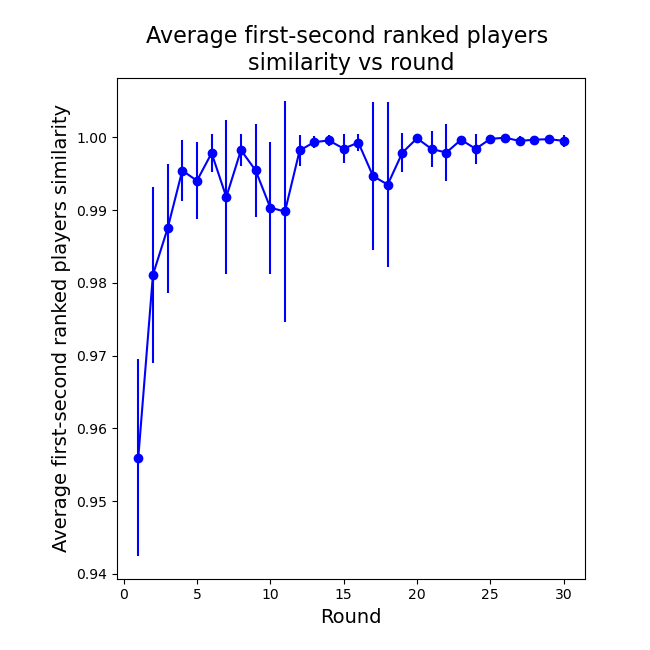 Average first-second ranked players
similarity vs round
Average first-second ranked players similarity
1.00
0.99
0.98
0.97
0.96
0.95
0.94
0 5 10 15 20 25 30
Round